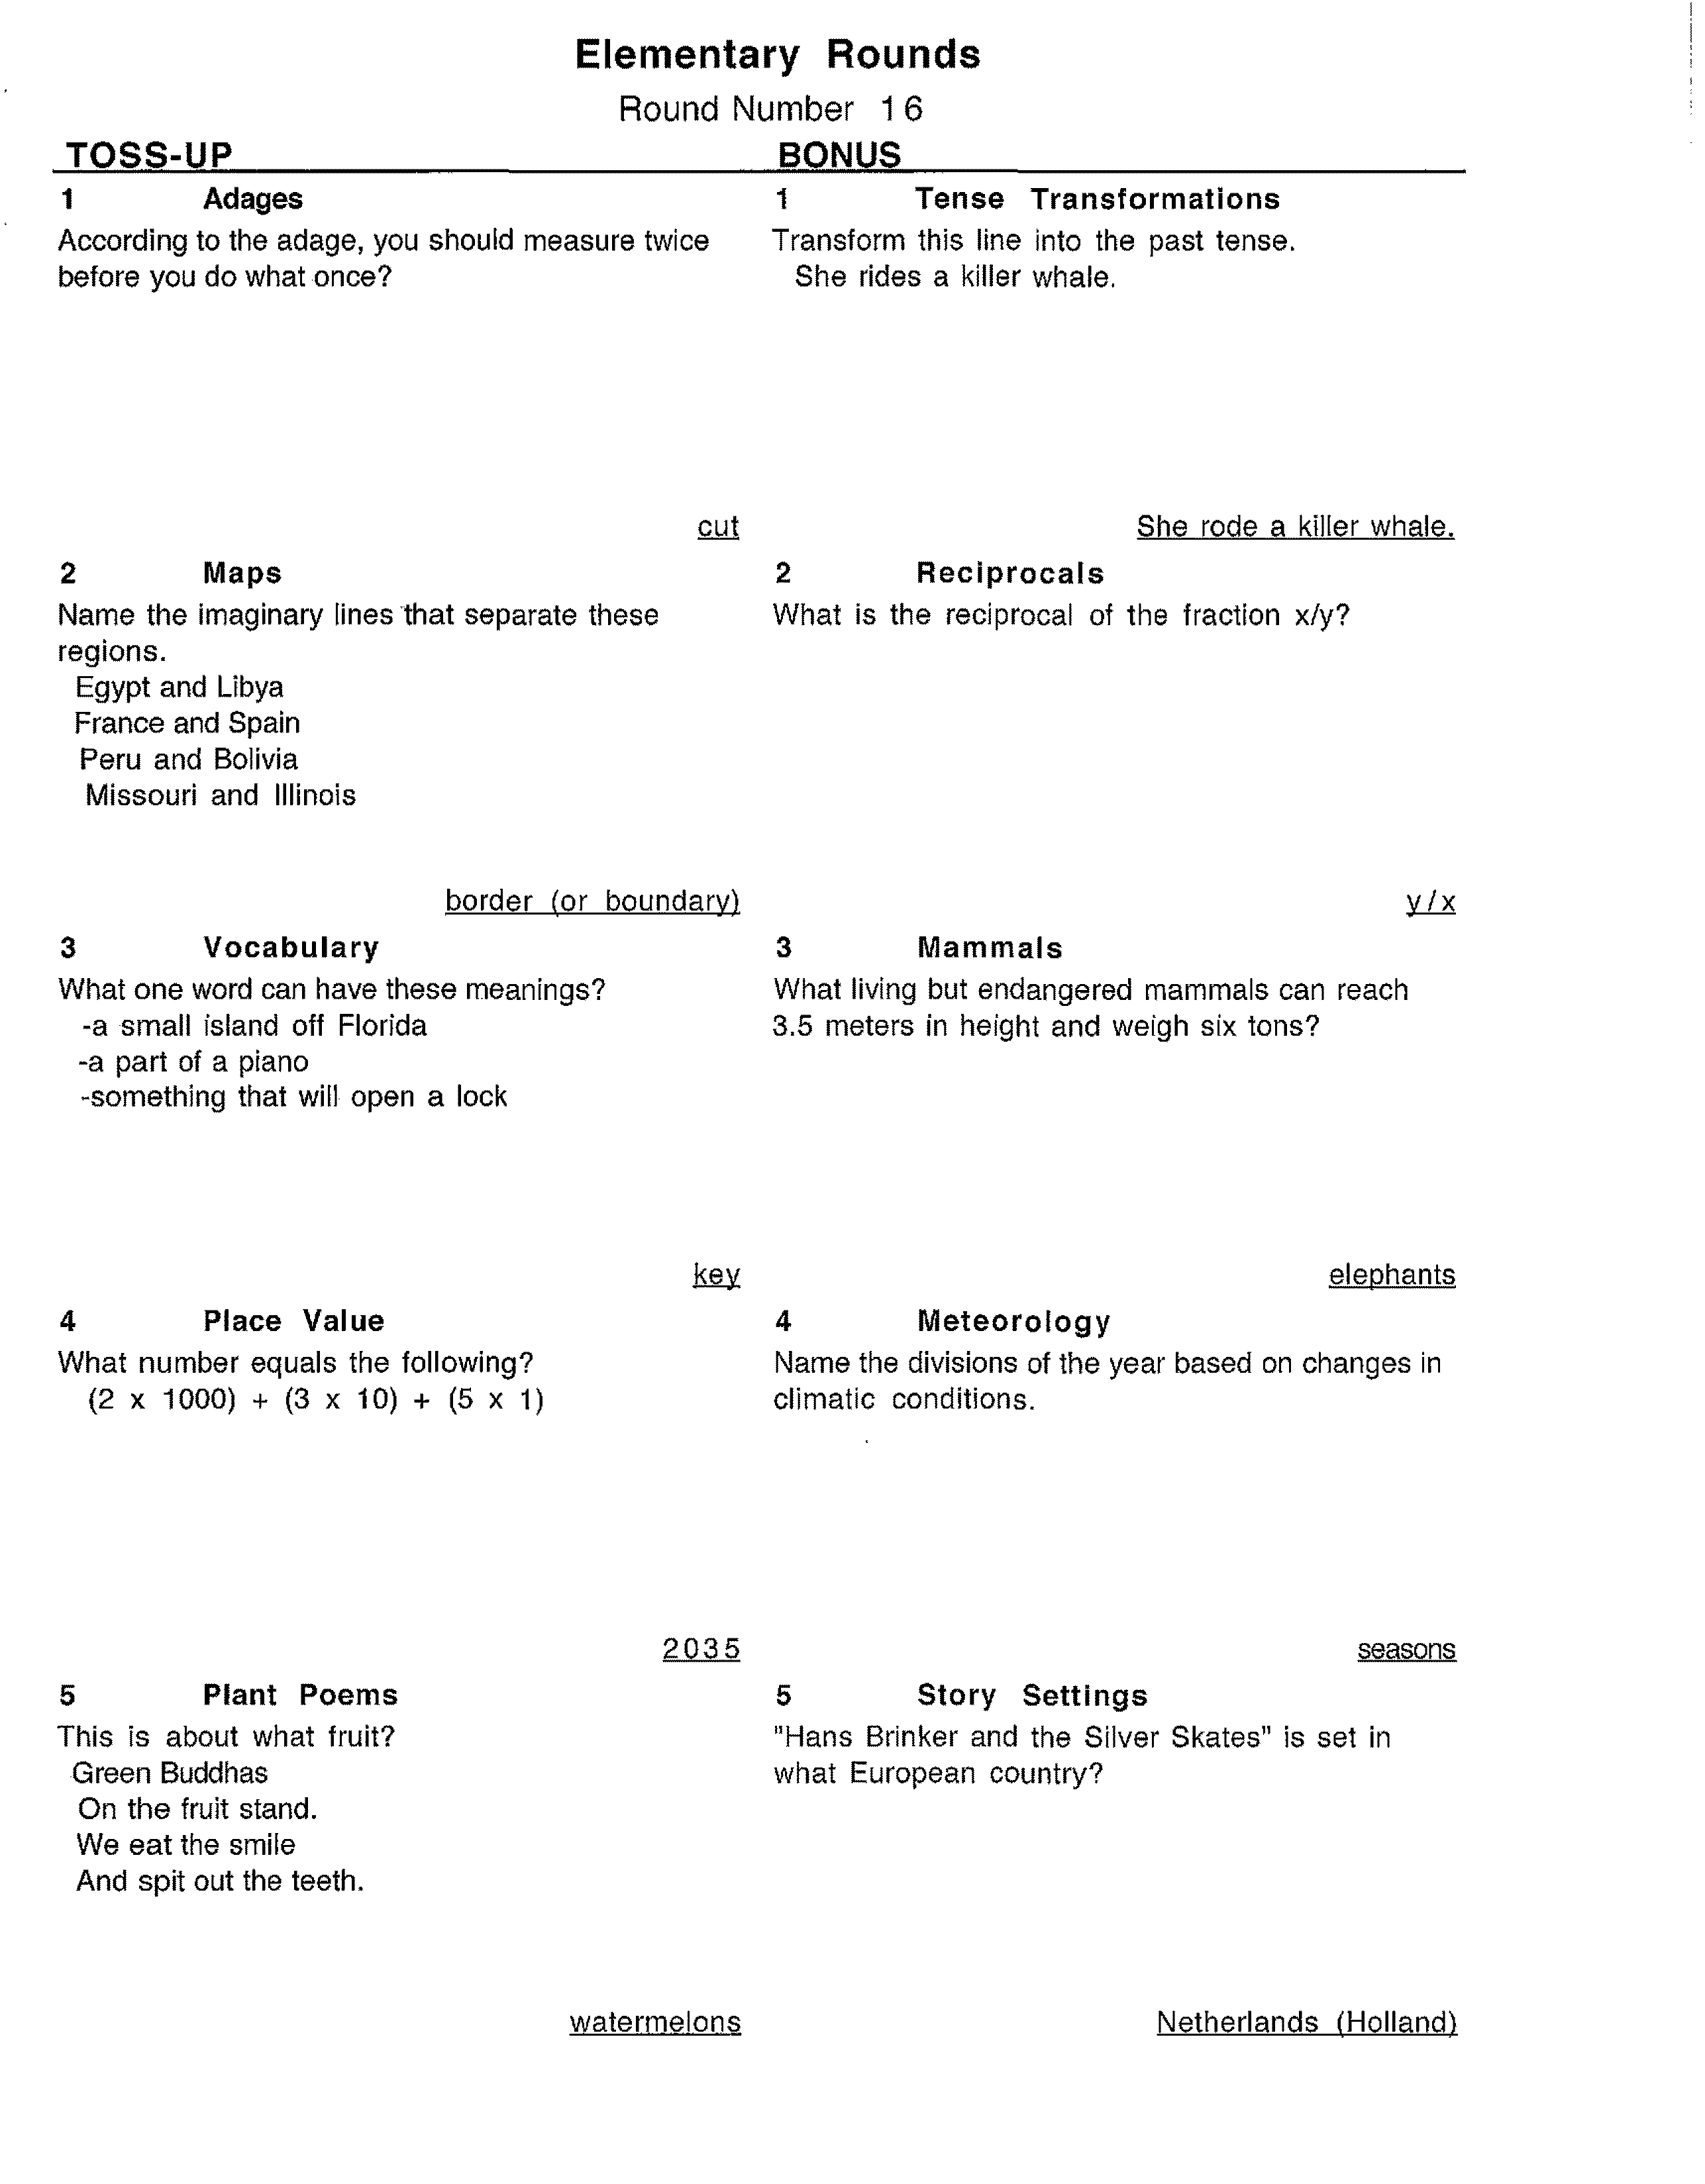 Elementary Rounds
Round Number 16
TOSS-UP
BONUS
1 Adages
According to the adage, you should measure twice
before you do what once?
cut
1 Tense Transformations
Transform this line into the past tense.
She rides a killer whale.
She rode a killer whale.
2 Maps
Name the imaginary lines that separate these
regions.
Egypt and Libya
France and Spain
Peru and Bolivia
Missouri and Illinois
border (or boundary)
2 Reciprocals
What is the reciprocal of the fraction x/y?
y/x
3 Vocabulary
What one word can have these meanings?
-a small island off Florida
-a part of a piano
-something that will open a lock
key
3 Mammals
What living but endangered mammals can reach
3.5 meters in height and weigh six tons?
elephants
4 Place Value
What number equals the following?
(2 x 1000) + (3 x 10) + (5 x 1)
2035
4 Meteorology
Name the divisions of the year based on changes in
climatic conditions.
seasons
5 Plant Poems
This is about what fruit?
Green Buddhas
On the fruit stand.
We eat the smile
And spit out the teeth.
watermelons
5 Story Settings
"Hans Brinker and the Silver Skates" is set in
what European country?
Netherlands (Holland)